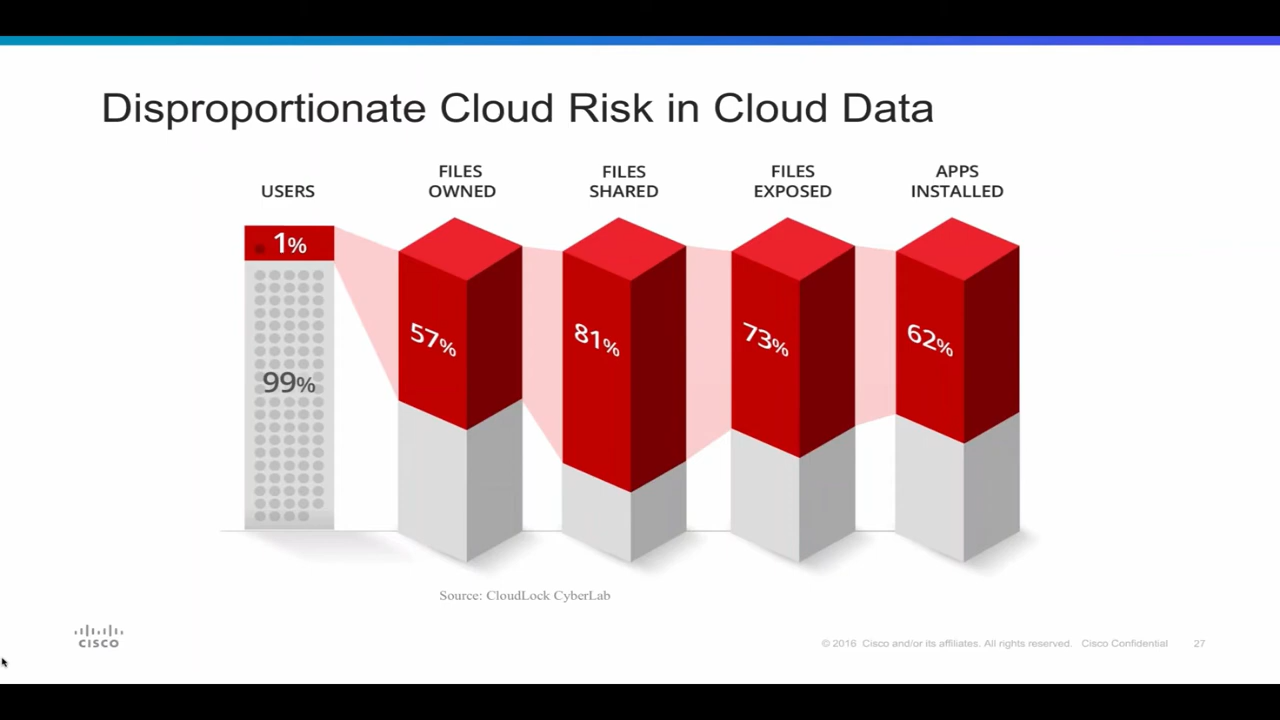 Disproportionate Cloud Risk in Cloud Data
USERS
FILES
OWNED
FILES
SHARED
FILES
EXPOSED
APPS
INSTALLED
1%
99%
57%
81%
73%
62%
Source: CloudLock CyberLab
CISCO
© 2016 Cisco and/or its affiliates. All rights reserved. Cisco Confidential
27